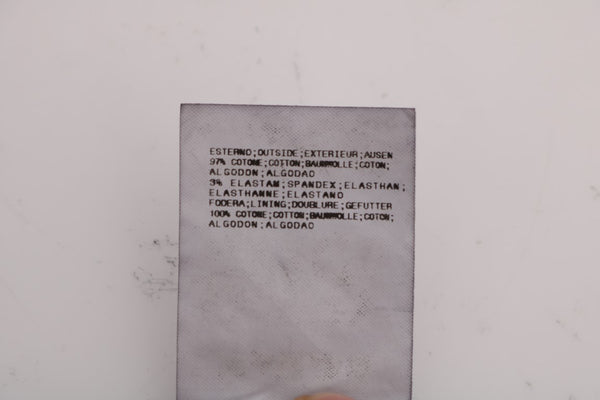 ESTERNO;OUTSIDE;EXTERIEUR;AUSEN
97% COTONE;COTTON;BAUMWOLLE;COTON;
ALGODON;ALGODAO
3% ELASTAN;SPANDEX;ELASTHAN;
ELASTHANNE;ELASTANO
FODERA;LINING;DOUBLURE;GEFUTTER
100% COTONE;COTTON;BAUMWOLLE;COTON;
ALGODON;ALGODAO